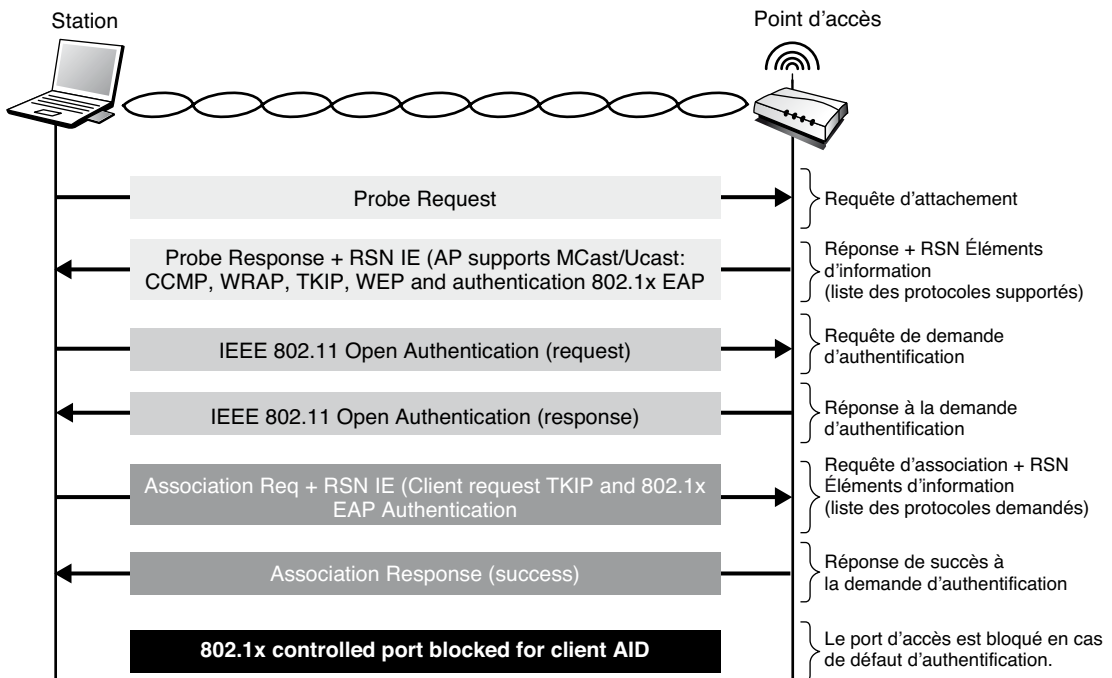 Station
Point d'accès
Probe Request
Requête d'attachement
Probe Response + RSN IE (AP supports MCast/Ucast:
CCMP, WRAP, TKIP, WEP and authentication 802.1x EAP
Réponse + RSN Éléments
d'information
(liste des protocoles supportés)
IEEE 802.11 Open Authentication (request)
Requête de demande
d'authentification
IEEE 802.11 Open Authentication (response)
Réponse à la demande
d'authentification
Association Req + RSN IE (Client request TKIP and 802.1x
EAP Authentication
Requête d'association + RSN
Éléments d'information
(liste des protocoles demandés)
Association Response (success)
Réponse de succès à
la demande d'authentification
802.1x controlled port blocked for client AID
Le port d'accès est bloqué en cas
de défaut d'authentification.